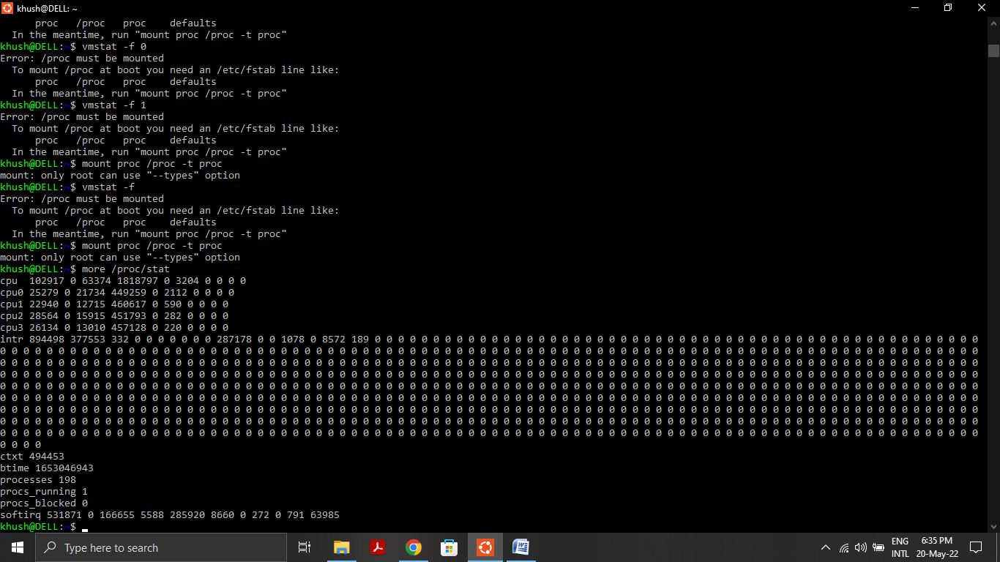 khush@DELL: ~
      proc   /proc   proc    defaults
  In the meantime, run "mount proc /proc -t proc"
khush@DELL:~$ vmstat -f 0
Error: /proc must be mounted
  To mount /proc at boot you need an /etc/fstab line like:
      proc   /proc   proc    defaults
  In the meantime, run "mount proc /proc -t proc"
khush@DELL:~$ vmstat -f 1
Error: /proc must be mounted
  To mount /proc at boot you need an /etc/fstab line like:
      proc   /proc   proc    defaults
  In the meantime, run "mount proc /proc -t proc"
khush@DELL:~$ mount proc /proc -t proc
mount: only root can use "--types" option
khush@DELL:~$ vmstat -f
Error: /proc must be mounted
  To mount /proc at boot you need an /etc/fstab line like:
      proc   /proc   proc    defaults
  In the meantime, run "mount proc /proc -t proc"
khush@DELL:~$ mount proc /proc -t proc
mount: only root can use "--types" option
khush@DELL:~$ more /proc/stat
cpu  102917 0 63374 1818797 0 3204 0 0 0 0
cpu0 25279 0 21734 449259 0 2112 0 0 0 0
cpu1 22940 0 12715 460617 0 590 0 0 0 0
cpu2 28564 0 15915 451793 0 282 0 0 0 0
cpu3 26134 0 13010 457128 0 220 0 0 0 0
intr 894498 377553 332 0 0 0 0 0 0 0 287178 0 0 1078 0 8572 189 0 0 0 0 0 0 0 0 0 0 0 0 0 0 0 0 0 0 0 0 0 0 0 0 0 0 0 0 0 0 0 0 0 0 0 0 0 0 0 0 0 0 0 0 0 0 0 0 0 0 0 0
0 0 0 0 0 0 0 0 0 0 0 0 0 0 0 0 0 0 0 0 0 0 0 0 0 0 0 0 0 0 0 0 0 0 0 0 0 0 0 0 0 0 0 0 0 0 0 0 0 0 0 0 0 0 0 0 0 0 0 0 0 0 0 0 0 0 0 0 0 0 0 0 0 0 0 0 0 0 0 0 0 0 0 0
0 0 0 0 0 0 0 0 0 0 0 0 0 0 0 0 0 0 0 0 0 0 0 0 0 0 0 0 0 0 0 0 0 0 0 0 0 0 0 0 0 0 0 0 0 0 0 0 0 0 0 0 0 0 0 0 0 0 0 0 0 0 0 0 0 0 0 0 0 0 0 0 0 0 0 0 0 0 0 0 0 0 0 0
0 0 0 0 0 0 0 0 0 0 0 0 0 0 0 0 0 0 0 0 0 0 0 0 0 0 0 0 0 0 0 0 0 0 0 0 0 0 0 0 0 0 0 0 0 0 0 0 0 0 0 0 0 0 0 0 0 0 0 0 0 0 0 0 0 0 0 0 0 0 0 0 0 0 0 0 0 0 0 0 0 0 0 0
0 0 0 0 0 0 0 0 0 0 0 0 0 0 0 0 0 0 0 0 0 0 0 0 0 0 0 0 0 0 0 0 0 0 0 0 0 0 0 0 0 0 0 0 0 0 0 0 0 0 0 0 0 0 0 0 0 0 0 0 0 0 0 0 0 0 0 0 0 0 0 0 0 0 0 0 0 0 0 0 0 0 0 0
0 0 0 0 0 0 0 0 0 0 0 0 0 0 0 0 0 0 0 0 0 0 0 0 0 0 0 0 0 0 0 0 0 0 0 0 0 0 0 0 0 0 0 0 0 0 0 0 0 0 0 0 0 0 0 0 0 0 0 0 0 0 0 0 0 0 0 0 0 0 0 0 0 0 0 0 0 0 0 0 0 0 0 0
0 0 0 0 0 0 0 0 0 0 0 0 0 0 0 0 0 0 0 0 0 0 0 0 0 0 0 0 0 0 0 0 0 0 0 0 0 0 0 0 0 0 0 0 0 0 0 0 0 0 0 0 0 0 0 0 0 0 0 0 0 0 0 0 0 0 0 0 0 0 0 0 0 0 0 0 0 0 0 0 0 0 0 0
0 0 0 0 0 0 0 0 0 0 0 0 0 0 0 0 0 0 0 0 0 0 0 0 0 0 0 0 0 0 0 0 0 0 0 0 0 0 0 0 0 0 0 0 0 0 0 0 0 0 0 0 0 0 0 0 0 0 0 0 0 0 0 0 0 0 0 0 0 0 0 0 0 0 0 0 0 0 0 0 0 0 0 0
0 0 0 0 0 0 0 0 0 0 0 0 0 0 0 0 0 0 0 0 0 0 0 0 0 0 0 0 0 0 0 0 0 0 0 0 0 0 0 0 0 0 0 0 0 0 0 0 0 0 0 0 0 0 0 0 0 0 0 0 0 0 0 0 0 0 0 0 0 0 0 0 0 0 0 0 0 0 0 0 0 0 0 0
0 0 0 0
ctxt 494453
btime 1653046943
processes 198
procs_running 1
procs_blocked 0
softirq 531871 0 166655 5588 285920 8660 0 272 0 791 63985
khush@DELL:~$
Type here to search
ENG
INTL
6:35 PM
20-May-22